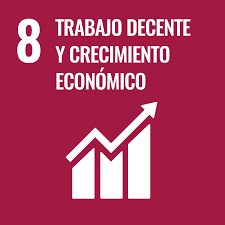 8 TRABAJO DECENTE
Y CRECIMIENTO
ECONÓMICO